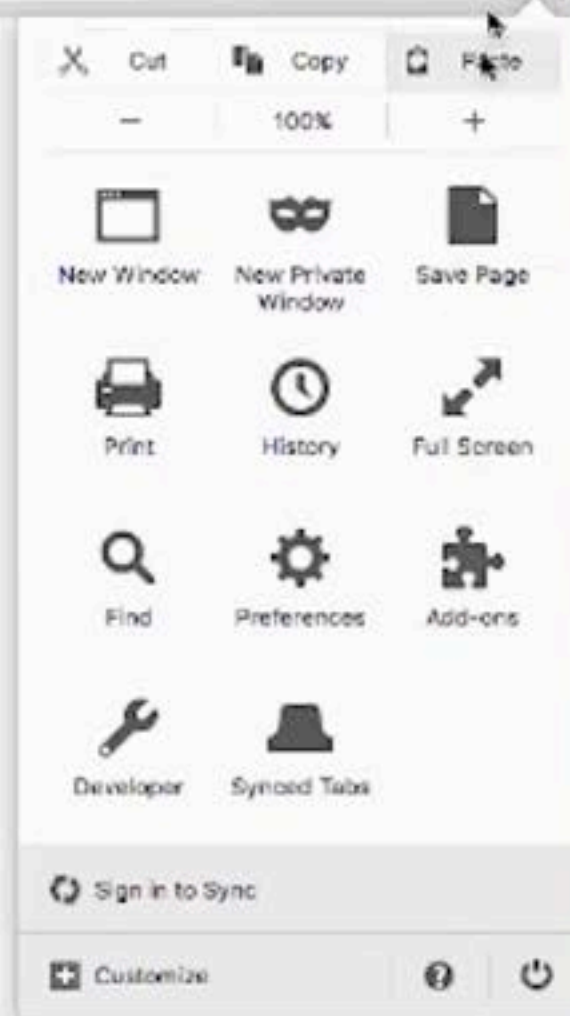 Cut Copy Paste
− 100% +
New Window New Private Window Save Page
Print History Full Screen
Find Preferences Add-ons
Developer Synced Tabs
Sign in to Sync
Customize